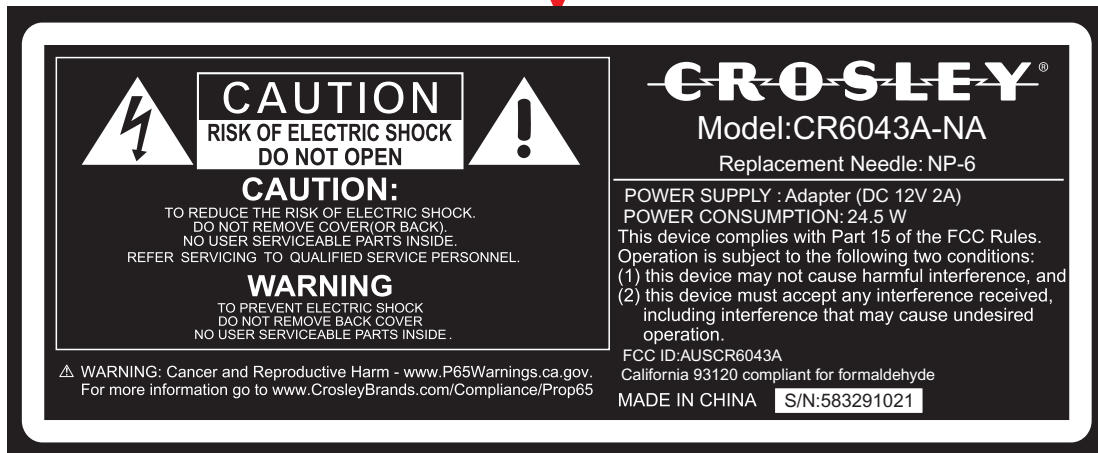 CAUTION
RISK OF ELECTRIC SHOCK
DO NOT OPEN
CAUTION:
TO REDUCE THE RISK OF ELECTRIC SHOCK.
DO NOT REMOVE COVER(OR BACK).
NO USER SERVICEABLE PARTS INSIDE.
REFER SERVICING TO QUALIFIED SERVICE PERSONNEL.
WARNING
TO PREVENT ELECTRIC SHOCK
DO NOT REMOVE BACK COVER
NO USER SERVICEABLE PARTS INSIDE.
⚠ WARNING: Cancer and Reproductive Harm - www.P65Warnings.ca.gov.
For more information go to www.CrosleyBrands.com/Compliance/Prop65
CROSLEY®
Model:CR6043A-NA
Replacement Needle: NP-6
POWER SUPPLY : Adapter (DC 12V 2A)
POWER CONSUMPTION: 24.5 W
This device complies with Part 15 of the FCC Rules.
Operation is subject to the following two conditions:
(1) this device may not cause harmful interference, and
(2) this device must accept any interference received,
including interference that may cause undesired
operation.
FCC ID:AUSCR6043A
California 93120 compliant for formaldehyde
MADE IN CHINA S/N:583291021